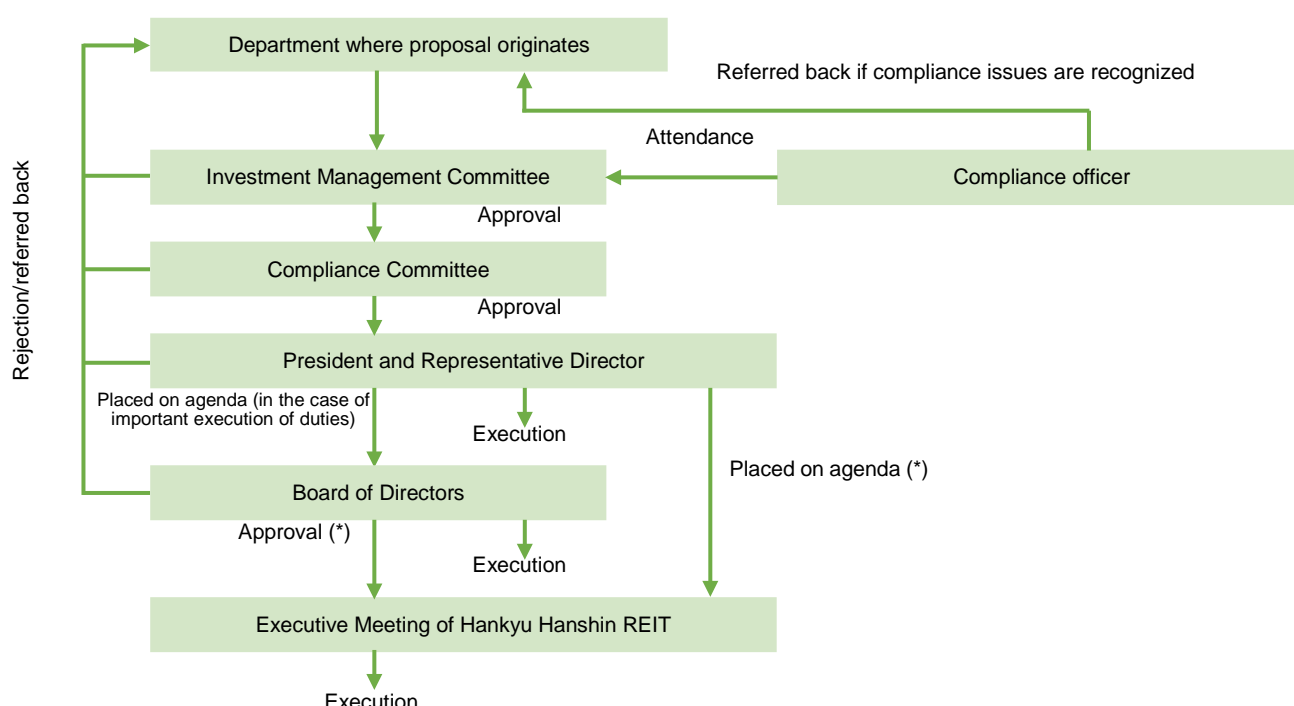 Department where proposal originates
Referred back if compliance issues are recognized
Attendance
Rejection/referred back
Investment Management Committee
Compliance officer
Approval
Compliance Committee
Approval
President and Representative Director
Placed on agenda (in the case of
important execution of duties)
Execution
Placed on agenda (*)
Board of Directors
Approval (*)
Execution
Executive Meeting of Hankyu Hanshin REIT
Execution